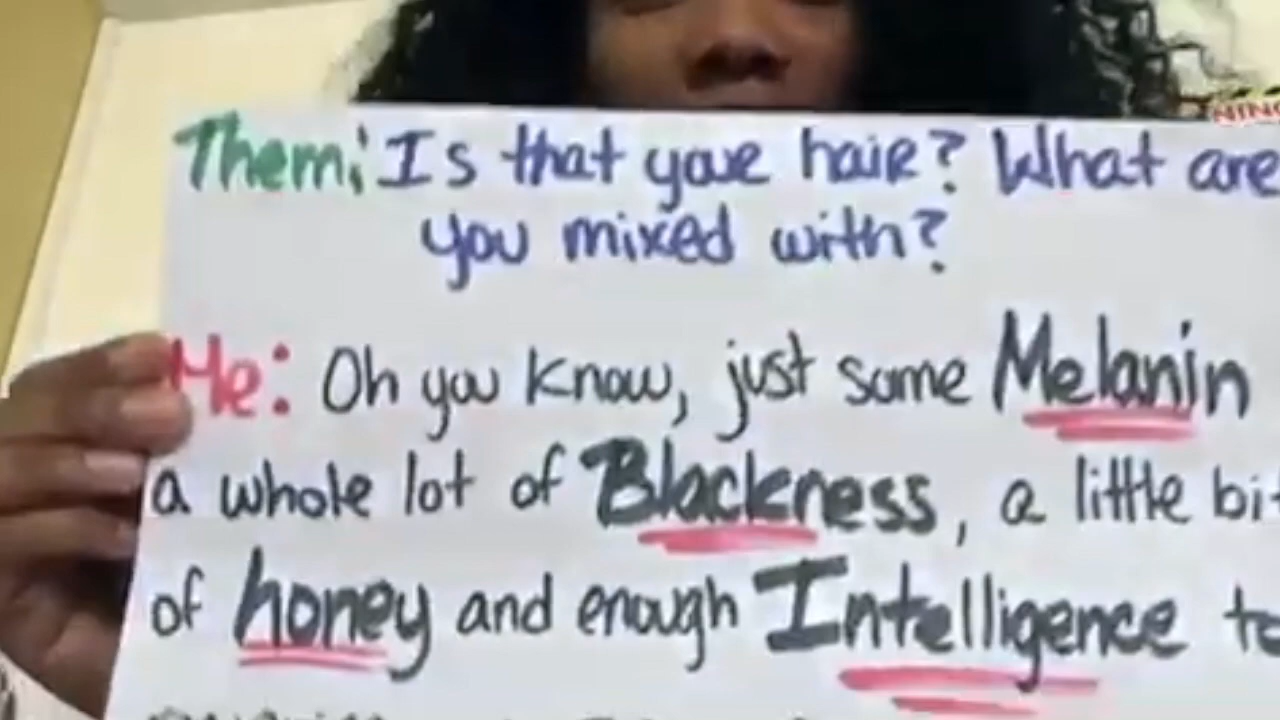 Them: Is that your hair? What are
you mixed with?
Me: Oh you know, just some Melanin
a whole lot of Blackness, a little bit
of honey and enough Intelligence to